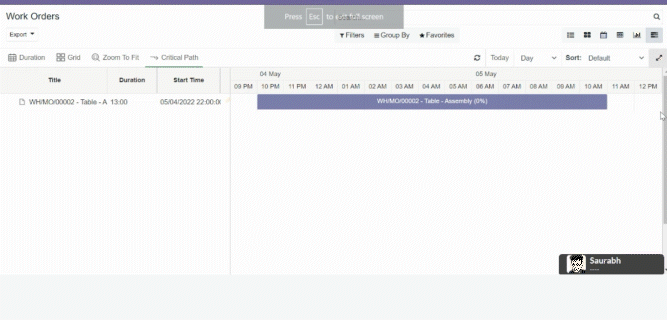 Work Orders
Press Esc to exit full screen
Export
Filters Group By Favorites
Duration Grid Zoom To Fit Critical Path
Today Day Sort: Default
Title Duration Start Time
04 May 05 May
09 PM 10 PM 11 PM 12 AM 01 AM 02 AM 03 AM 04 AM 05 AM 06 AM 07 AM 08 AM 09 AM 10 AM 11 AM 12 PM
WH/MO/00002 - Table - A 13:00 05/04/2022 22:00:0
WH/MO/00002 - Table - Assembly (0%)
Saurabh